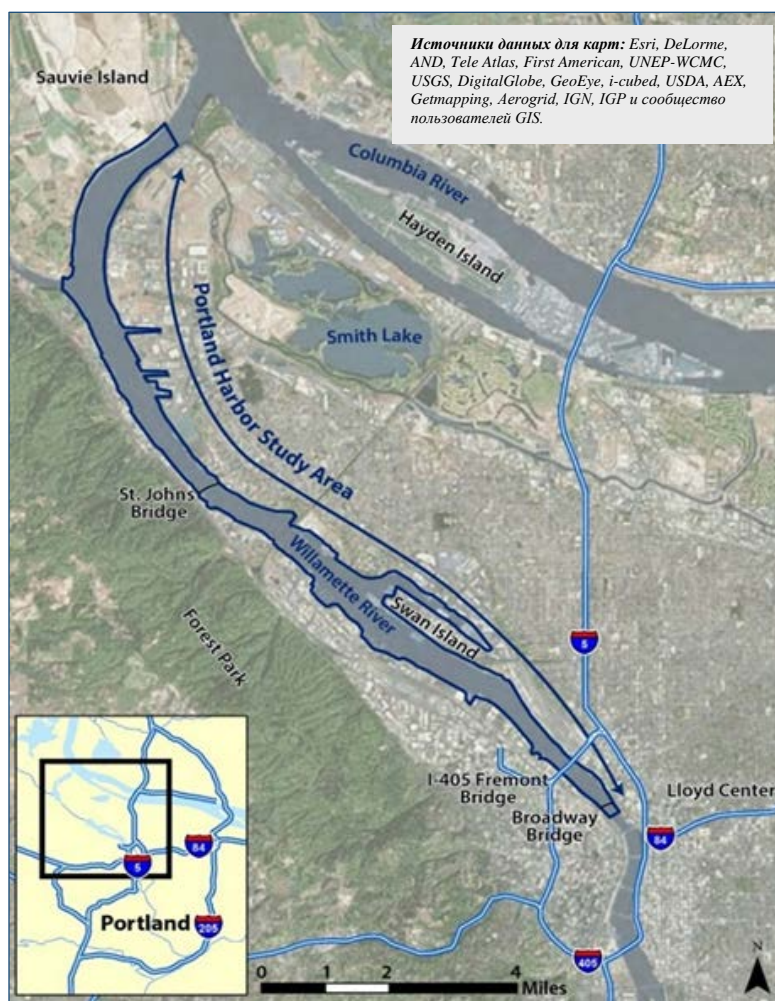 Источники данных для карт: Esri, DeLorme,
AND, Tele Atlas, First American, UNEP-WCMC,
USGS, DigitalGlobe, GeoEye, i-cubed, USDA, AEX,
Getmapping, Aerogrid, IGN, IGP и сообщество
пользователей GIS.
Sauvie Island
Columbia River
Hayden Island
Smith Lake
Portland Harbor Study Area
St. Johns
Bridge
Willamette River
Swan Island
Forest Park
5
I-405 Fremont
Bridge
Broadway
Bridge
Lloyd Center
84
405
84
5
Portland
205
N
0 1 2 4
Miles